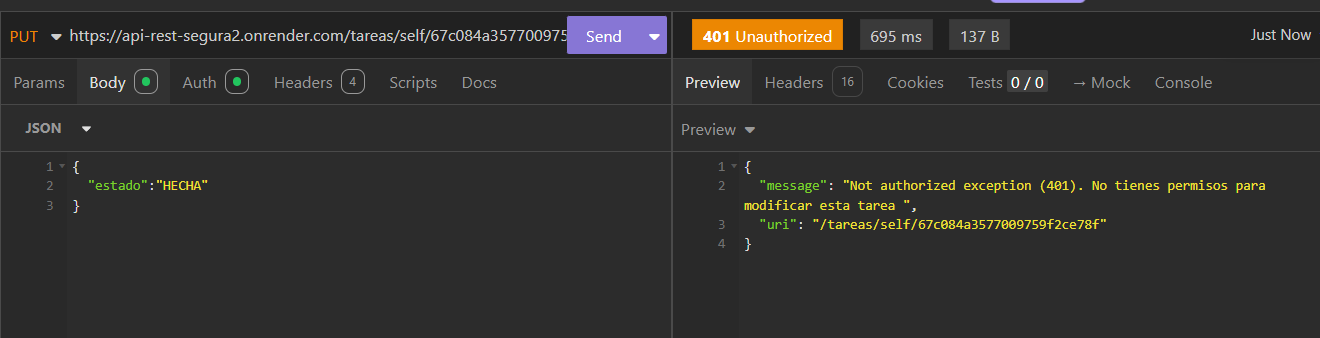 PUT https://api-rest-segura2.onrender.com/tareas/self/67c084a357700975 Send
401 Unauthorized 695 ms 137 B Just Now
Params Body Auth Headers 4 Scripts Docs
Preview Headers 16 Cookies Tests 0 / 0 → Mock Console
JSON
Preview
1 {
2 "estado":"HECHA"
3 }
1 {
2 "message": "Not authorized exception (401). No tienes permisos para
modificar esta tarea ",
3 "uri": "/tareas/self/67c084a3577009759f2ce78f"
4 }